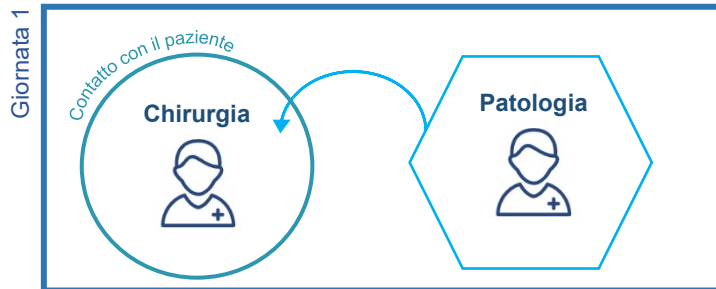 Giornata 1
Contatto con il paziente
Chirurgia
Patologia